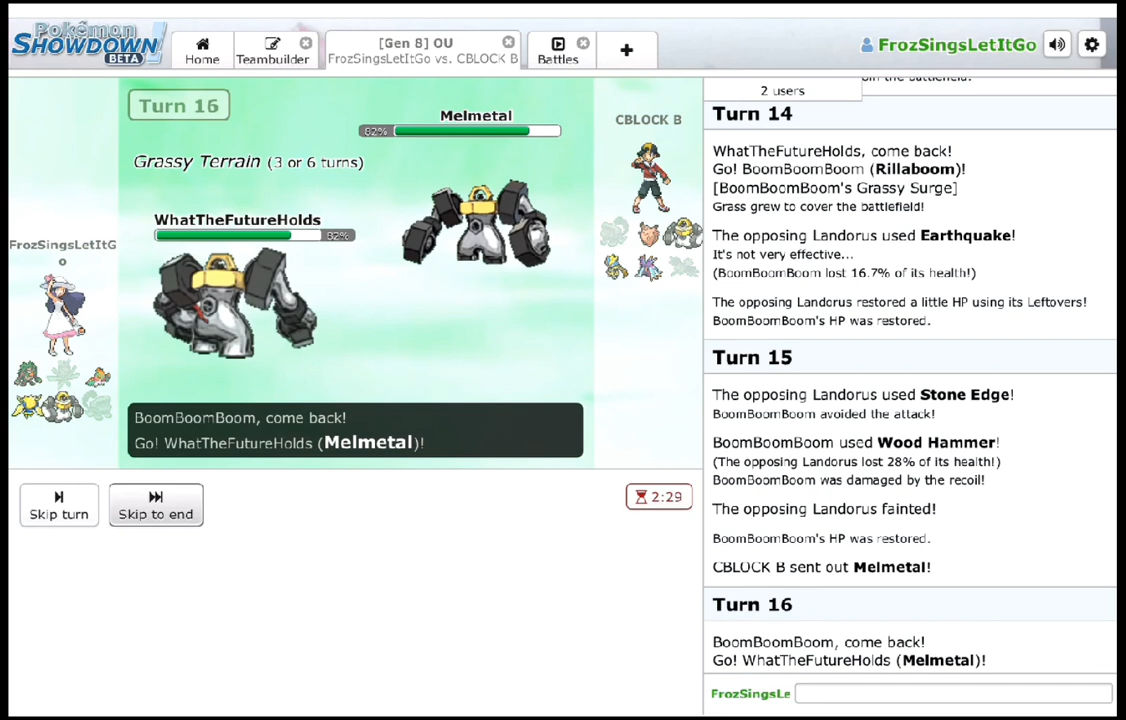 Pokémon
SHOWDOWN!
BETA
Home
Teambuilder
[Gen 8] OU
FrozSingsLetItGo vs. CBLOCK B
Battles
+
FrozSingsLetItGo
Turn 16
Grassy Terrain (3 or 6 turns)
Melmetal
82%
WhatTheFutureHolds
82%
CBLOCK B
FrozSingsLetItG
o
BoomBoomBoom, come back!
Go! WhatTheFutureHolds (Melmetal)!
Skip turn
Skip to end
2:29
2 users
Turn 14
WhatTheFutureHolds, come back!
Go! BoomBoomBoom (Rillaboom)!
[BoomBoomBoom's Grassy Surge]
Grass grew to cover the battlefield!
The opposing Landorus used Earthquake!
It's not very effective...
(BoomBoomBoom lost 16.7% of its health!)
The opposing Landorus restored a little HP using its Leftovers!
BoomBoomBoom's HP was restored.
Turn 15
The opposing Landorus used Stone Edge!
BoomBoomBoom avoided the attack!
BoomBoomBoom used Wood Hammer!
(The opposing Landorus lost 28% of its health!)
BoomBoomBoom was damaged by the recoil!
The opposing Landorus fainted!
BoomBoomBoom's HP was restored.
CBLOCK B sent out Melmetal!
Turn 16
BoomBoomBoom, come back!
Go! WhatTheFutureHolds (Melmetal)!
FrozSingsLe